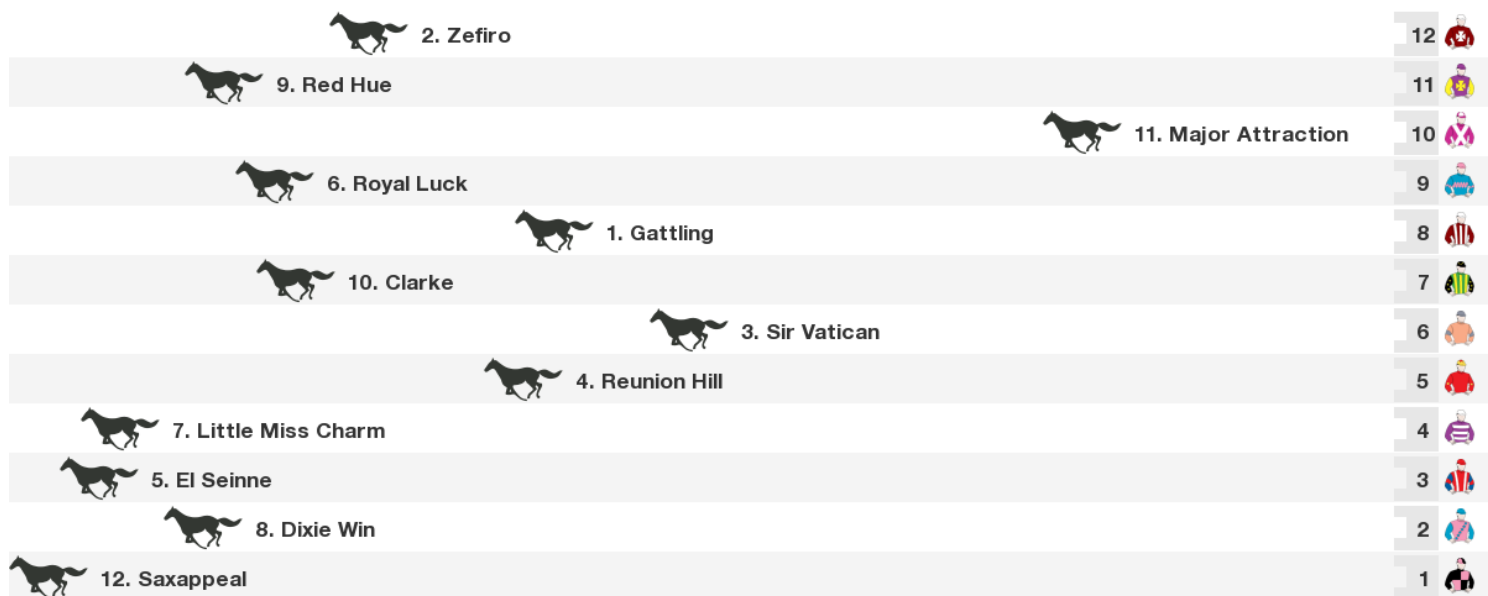 2. Zefiro 12
9. Red Hue 11
11. Major Attraction 10
6. Royal Luck 9
1. Gattling 8
10. Clarke 7
3. Sir Vatican 6
4. Reunion Hill 5
7. Little Miss Charm 4
5. El Seinne 3
8. Dixie Win 2
12. Saxappeal 1